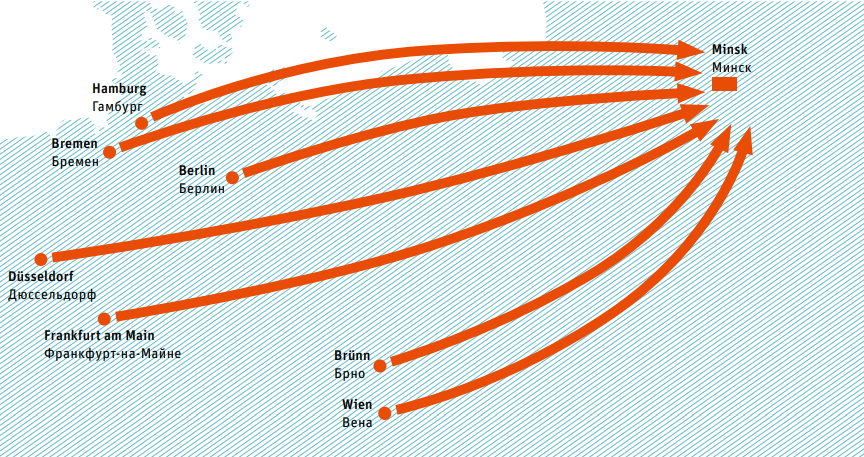 Minsk
Минск
Hamburg
Гамбург
Bremen
Бремен
Berlin
Берлин
Düsseldorf
Дюссельдорф
Frankfurt am Main
Франкфурт-на-Майне
Brünn
Брно
Wien
Вена